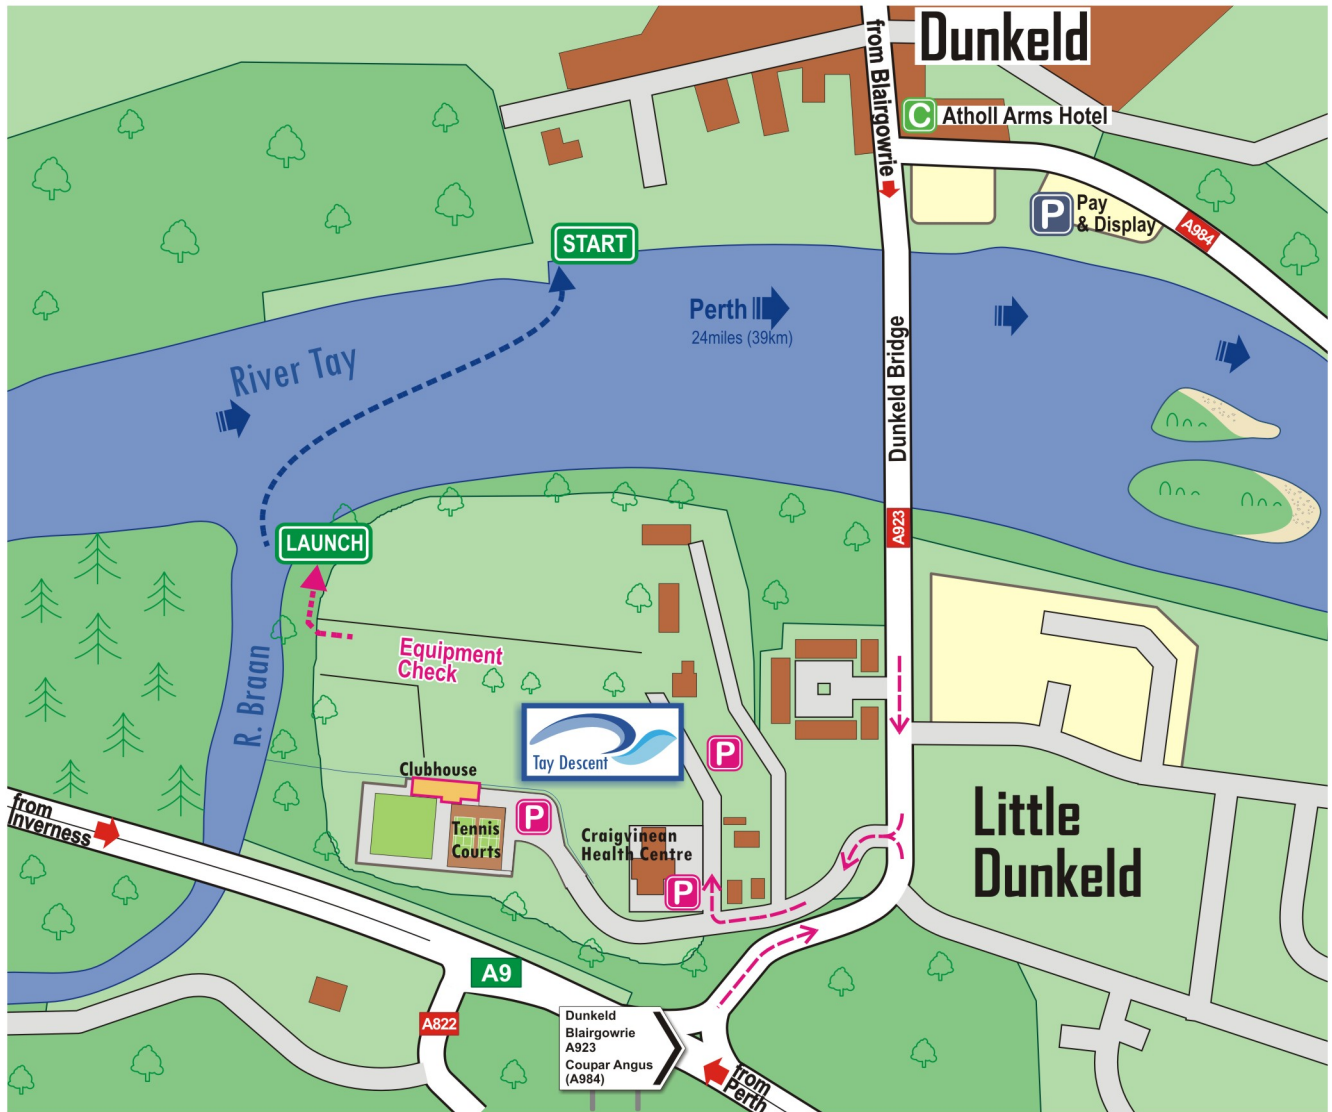 Dunkeld
from Blairgowrie
C
Atholl Arms Hotel
P
Pay
& Display
A984
START
Perth
24miles (39km)
River Tay
Dunkeld Bridge
A923
LAUNCH
Equipment
Check
R. Braan
Tay Descent
P
Clubhouse
P
Tennis
Courts
Craigvinean
Health Centre
P
Little
Dunkeld
from
Inverness
A9
A822
Dunkeld
Blairgowrie
A923
Coupar Angus
(A984)
from
Perth